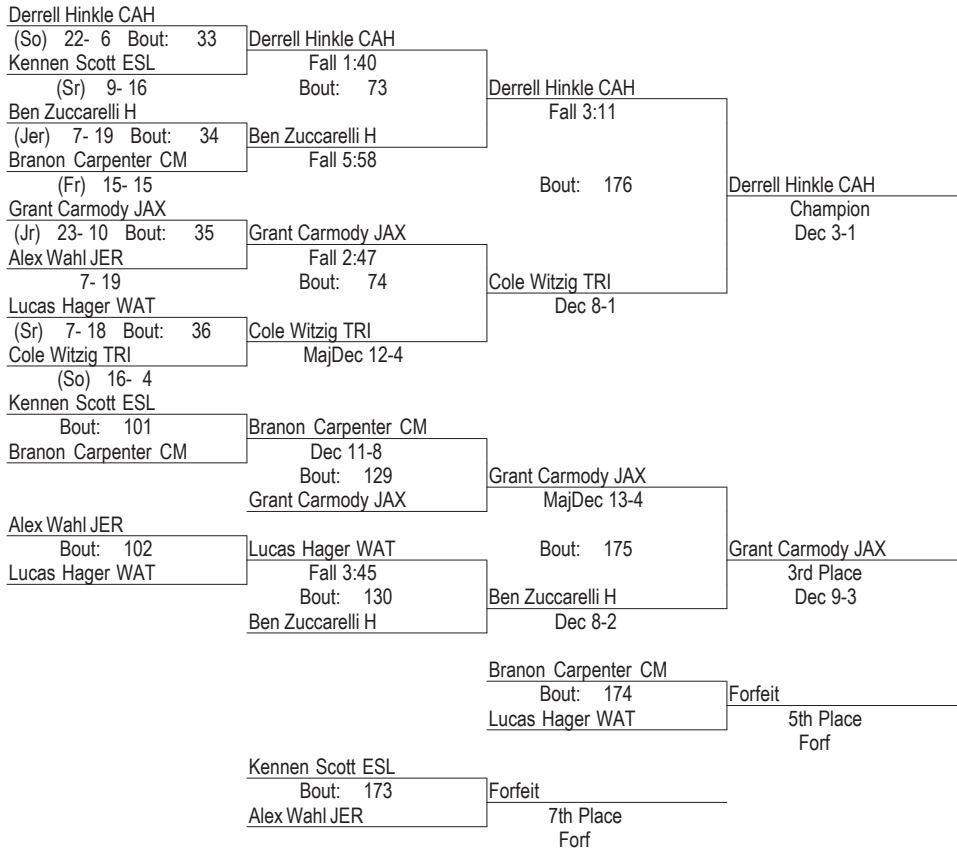 Derrell Hinkle CAH
(So) 22- 6 Bout: 33 Derrell Hinkle CAH
Kennen Scott ESL Fall 1:40
(Sr) 9- 16 Bout: 73 Derrell Hinkle CAH
Ben Zuccarelli H Fall 3:11
(Jer) 7- 19 Bout: 34 Ben Zuccarelli H
Branon Carpenter CM Fall 5:58
(Fr) 15- 15 Bout: 176 Derrell Hinkle CAH
Grant Carmody JAX Champion
(Jr) 23- 10 Bout: 35 Grant Carmody JAX Dec 3-1
Alex Wahl JER Fall 2:47
7- 19 Bout: 74 Cole Witzig TRI
Lucas Hager WAT Dec 8-1
(Sr) 7- 18 Bout: 36 Cole Witzig TRI
Cole Witzig TRI MajDec 12-4
(So) 16- 4
Kennen Scott ESL
Bout: 101 Branon Carpenter CM
Branon Carpenter CM Dec 11-8
Bout: 129 Grant Carmody JAX
Grant Carmody JAX MajDec 13-4
Alex Wahl JER
Bout: 102 Lucas Hager WAT Bout: 175 Grant Carmody JAX
Lucas Hager WAT Fall 3:45 3rd Place
Bout: 130 Ben Zuccarelli H Dec 9-3
Ben Zuccarelli H Dec 8-2
Branon Carpenter CM
Bout: 174 Forfeit
Lucas Hager WAT 5th Place
Forf
Kennen Scott ESL
Bout: 173 Forfeit
Alex Wahl JER 7th Place
Forf